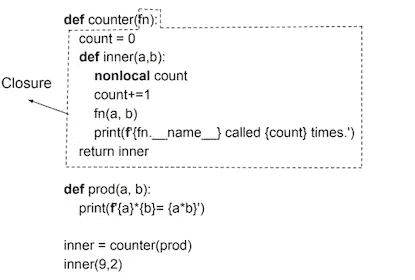 def counter(fn):
count = 0
def inner(a,b):
nonlocal count
Closure
count+=1
fn(a, b)
print(f'{fn.__name__} called {count} times.')
return inner
def prod(a, b):
print(f'{a}*{b}= {a*b}')
inner = counter(prod)
inner(9,2)